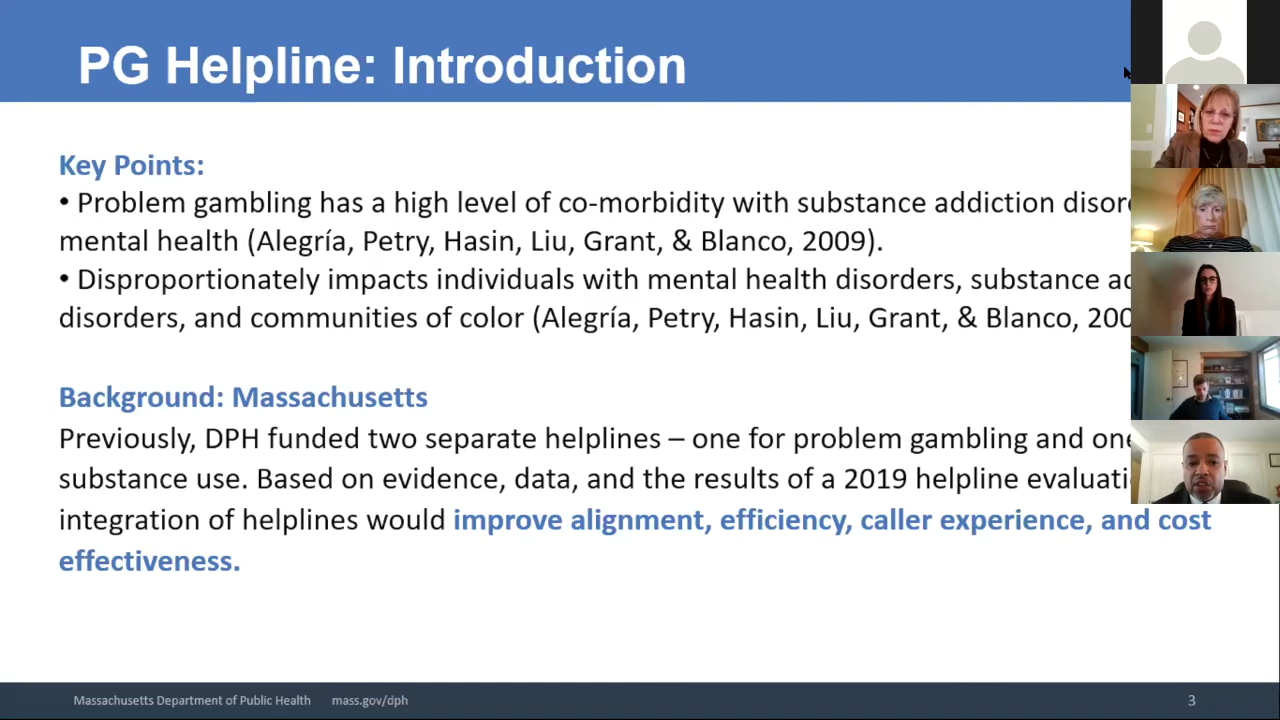 PG Helpline: Introduction
Key Points:
• Problem gambling has a high level of co-morbidity with substance addiction
mental health (Alegría, Petry, Hasin, Liu, Grant, & Blanco, 2009).
• Disproportionately impacts individuals with mental health disorders, substance
disorders, and communities of color (Alegría, Petry, Hasin, Liu, Grant, & Blanco,
Background: Massachusetts
Previously, DPH funded two separate helplines – one for problem gambling and one
substance use. Based on evidence, data, and the results of a 2019 helpline
integration of helplines would improve alignment, efficiency, caller experience, and cost
effectiveness.
Massachusetts Department of Public Health mass.gov/dph
3